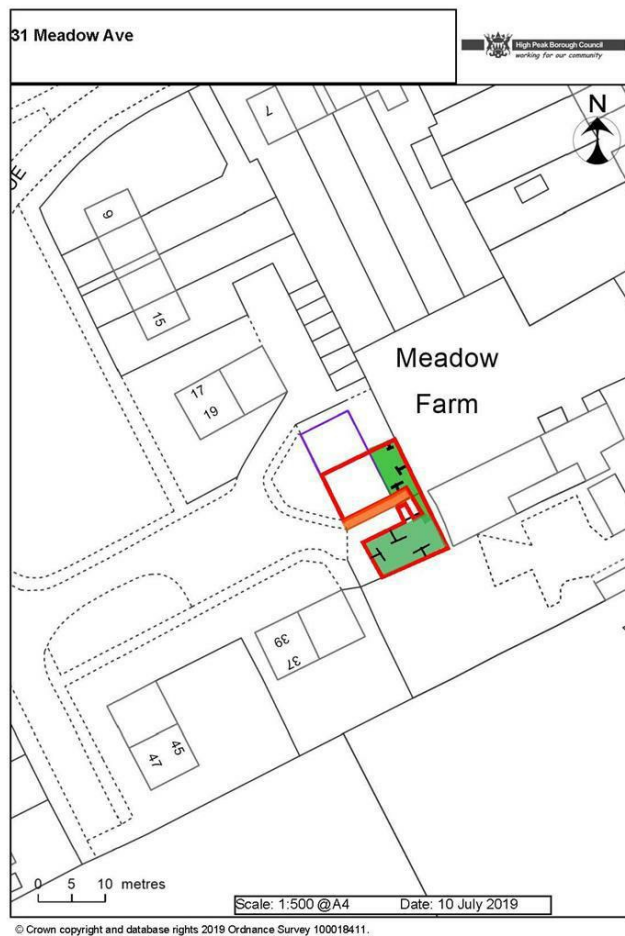 31 Meadow Ave
High Peak Borough Council
working for our community
N
7
9
15
17
19
Meadow
Farm
39
37
45
47
0 5 10 metres
Scale: 1:500 @A4 Date: 10 July 2019
© Crown copyright and database rights 2019 Ordnance Survey 100018411.